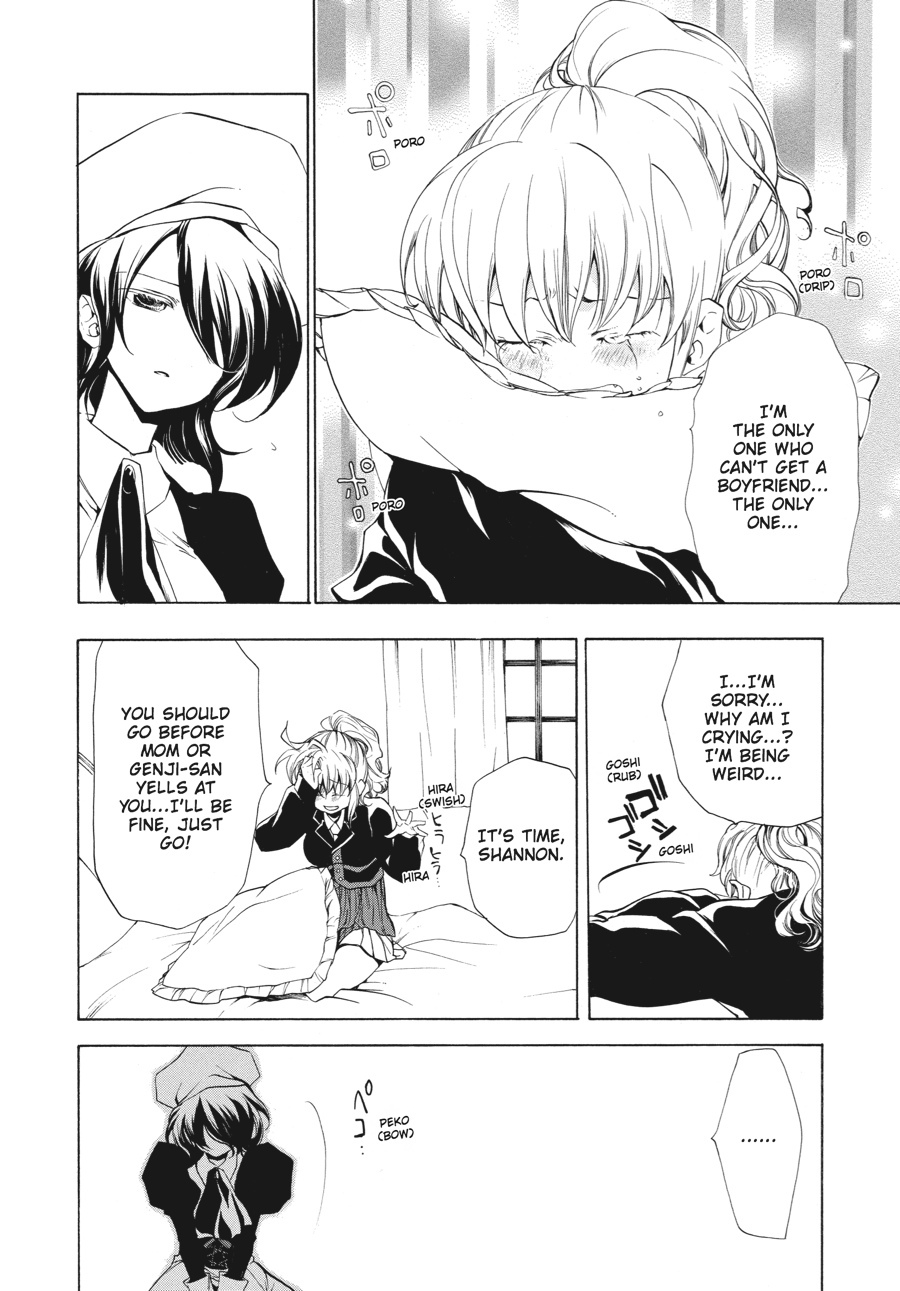 ポロ
PORO
ポロ
PORO
(DRIP)
I'M
THE ONLY
ONE WHO
CAN'T GET A
BOYFRIEND...
THE ONLY
ONE...
ポロ
PORO
I...I'M
SORRY...
WHY AM I
CRYING...?
I'M BEING
WEIRD...
GOSHI
(RUB)
ゴシ
ゴシ
GOSHI
IT'S TIME,
SHANNON.
HIRA
(SWISH)
ヒラ
ヒラ
HIRA
YOU SHOULD
GO BEFORE
MOM OR
GENJI-SAN
YELLS AT
YOU...I'LL BE
FINE, JUST
GO!
......
ペコ…
PEKO
(BOW)